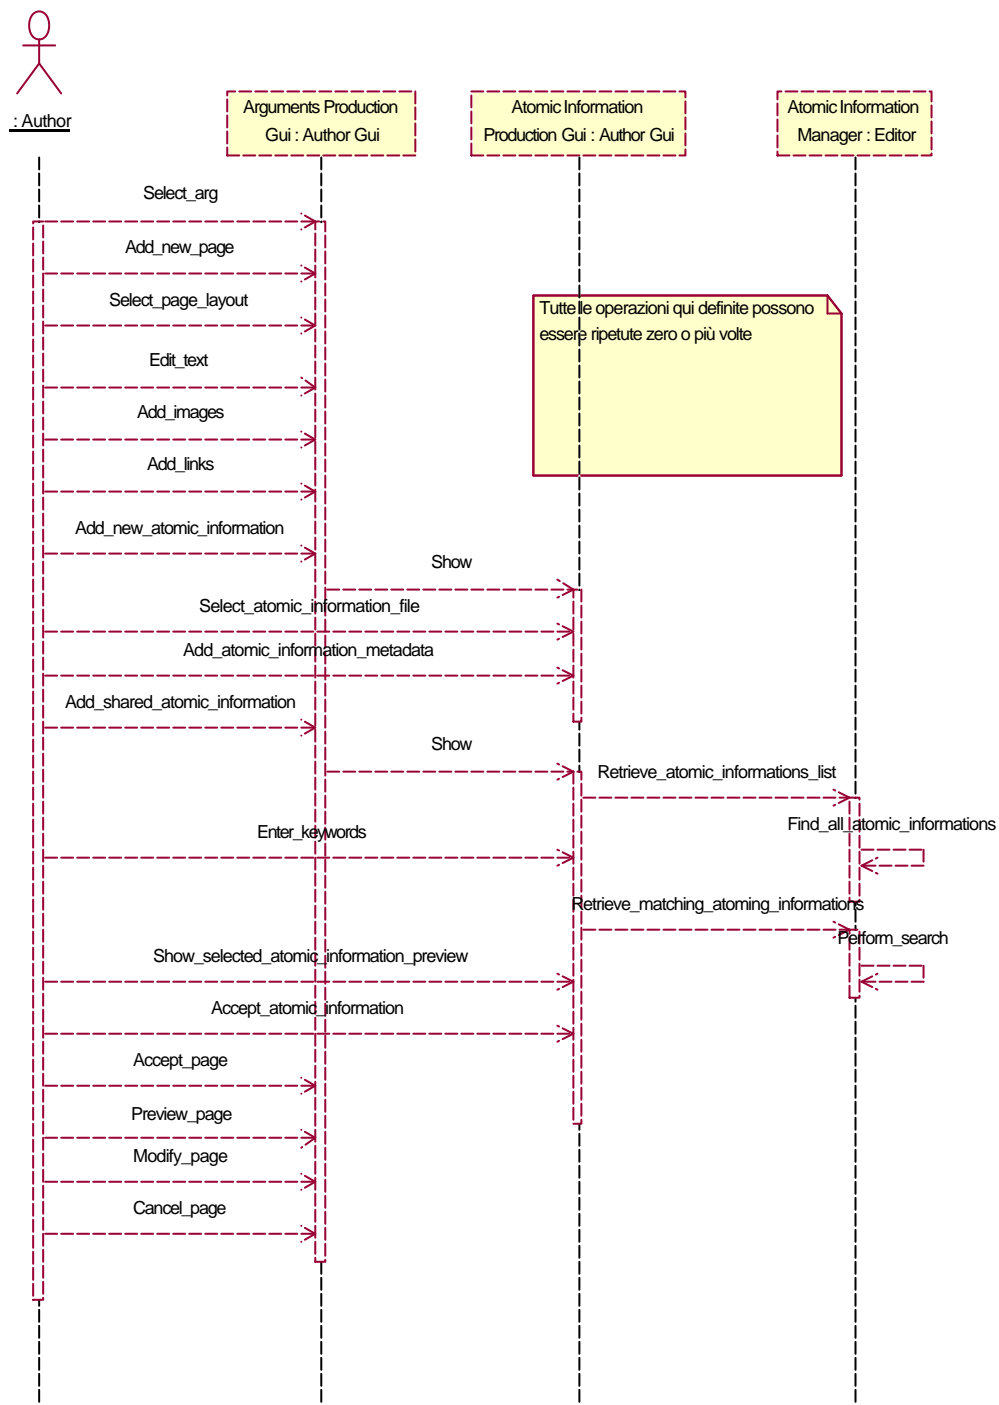 : Author
Arguments Production
Gui : Author Gui
Atomic Information
Production Gui : Author Gui
Atomic Information
Manager : Editor
Select_arg
Add_new_page
Select_page_layout
Tutte le operazioni qui definite possono
essere ripetute zero o più volte
Edit_text
Add_images
Add_links
Add_new_atomic_information
Show
Select_atomic_information_file
Add_atomic_information_metadata
Add_shared_atomic_information
Show
Retrieve_atomic_informations_list
Find_all_atomic_informations
Enter_keywords
Retrieve_matching_atoming_informations
Perform_search
Show_selected_atomic_information_preview
Accept_atomic_information
Accept_page
Preview_page
Modify_page
Cancel_page